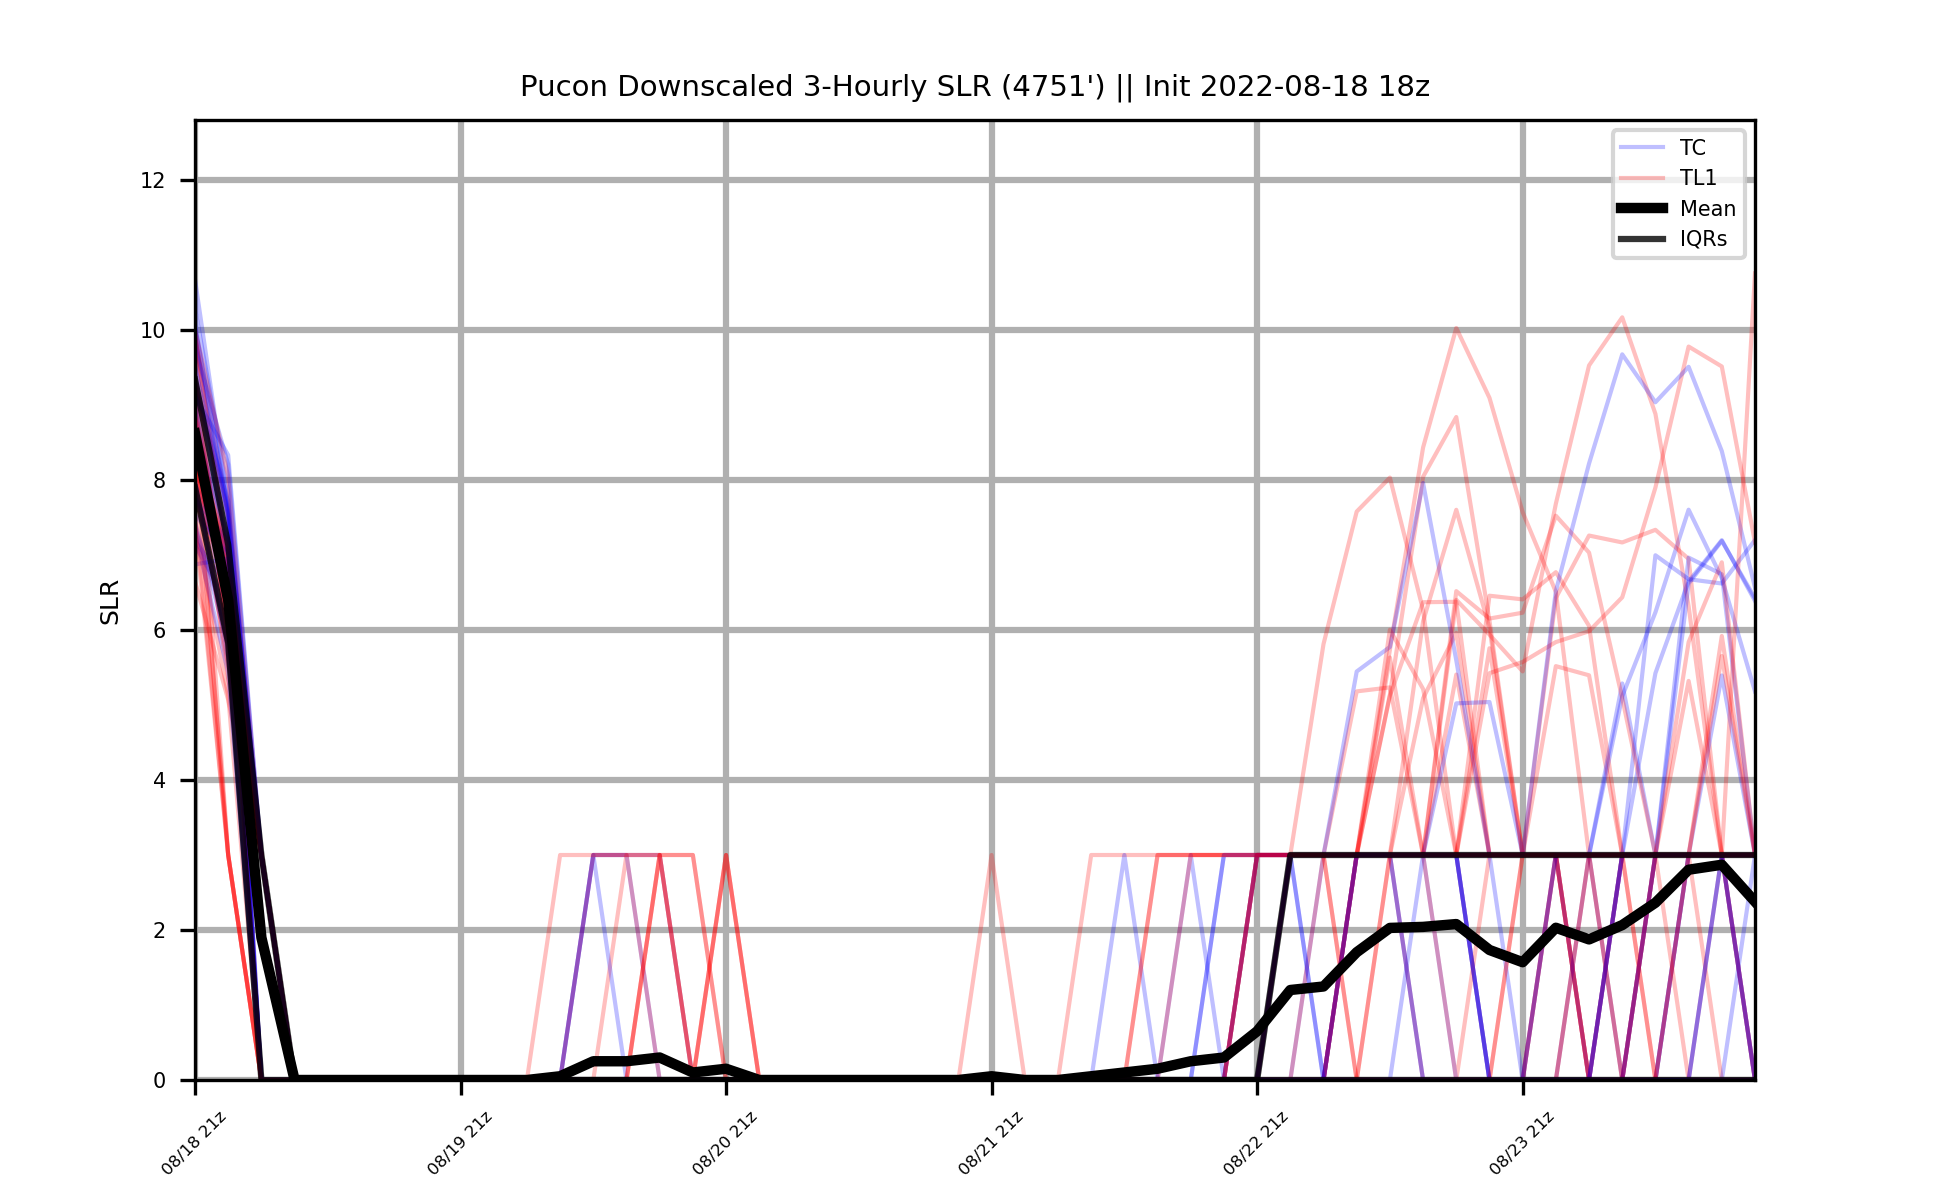 Pucon Downscaled 3-Hourly SLR (4751') || Init 2022-08-18 18z
TC
TL1
Mean
IQRs
12
10
8
6
4
2
0
SLR
08/18 21z
08/19 21z
08/20 21z
08/21 21z
08/22 21z
08/23 21z